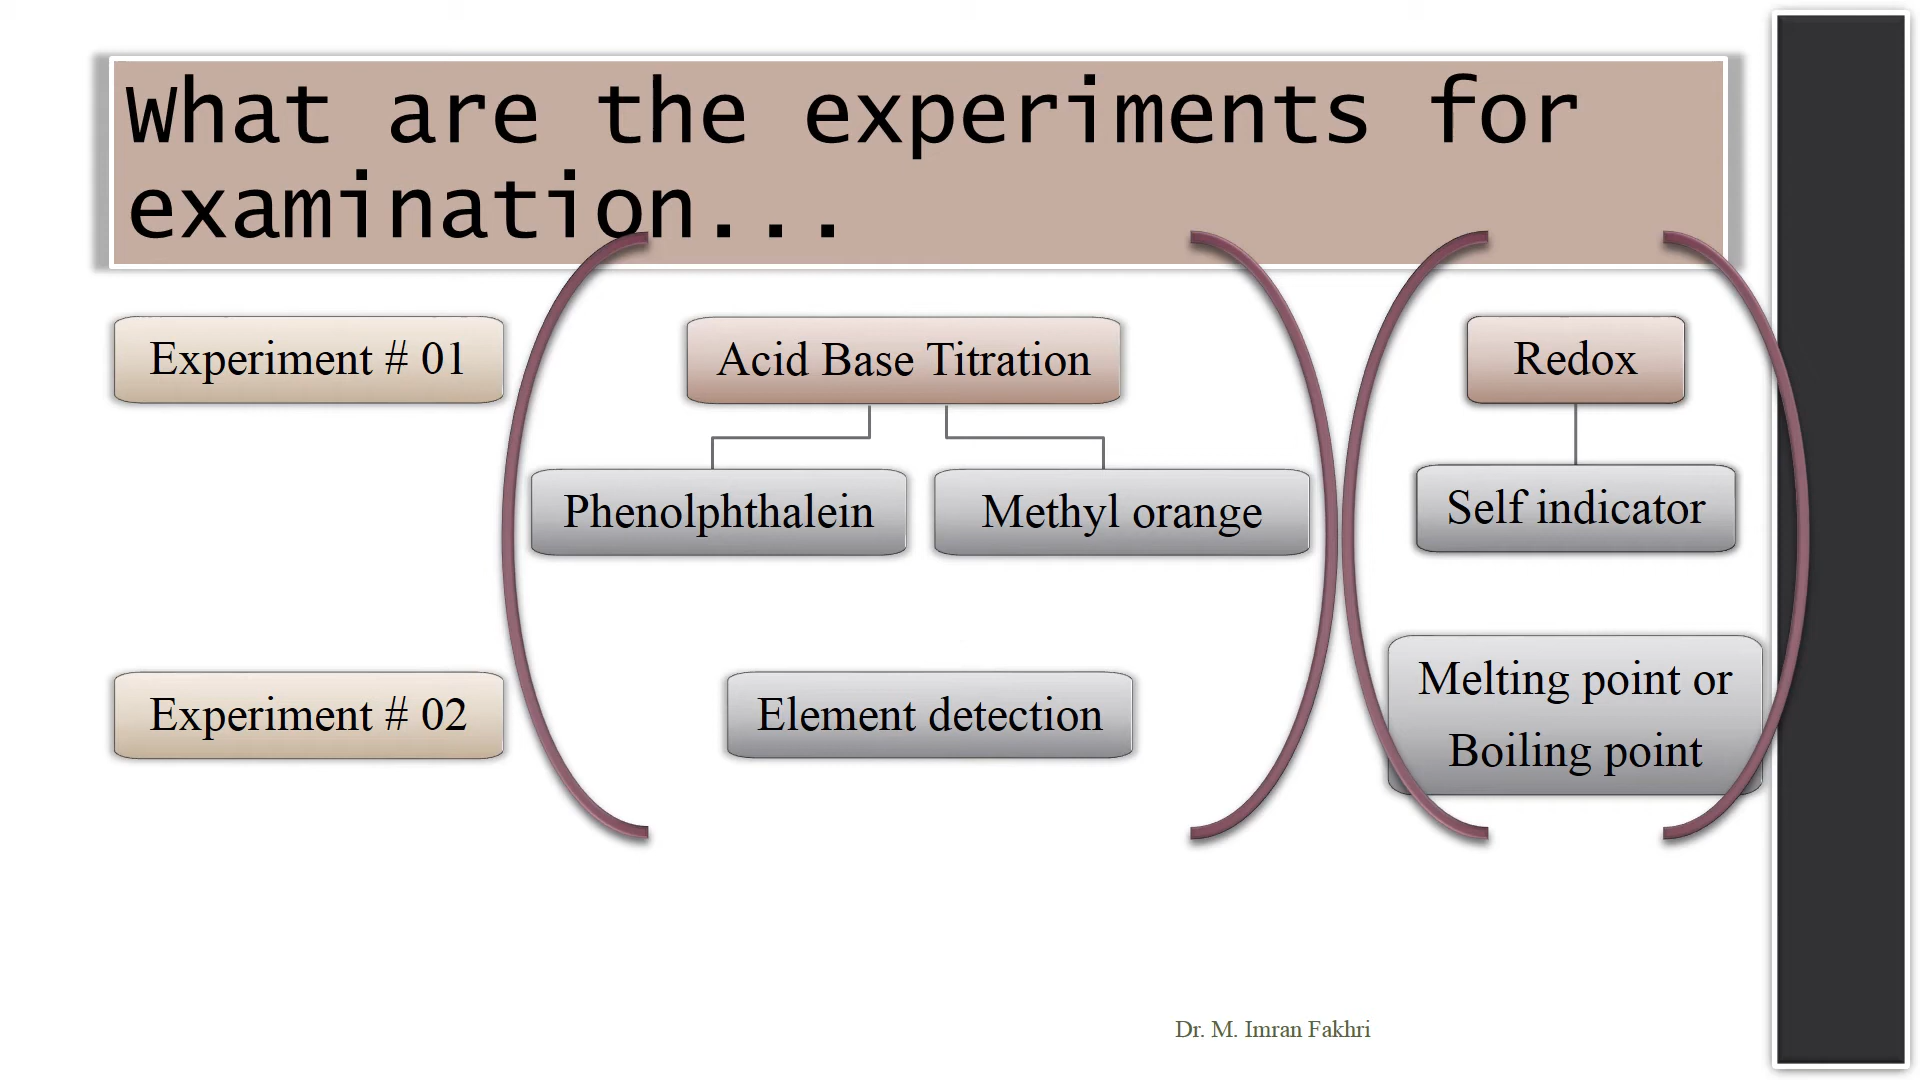 What are the experiments for
examination...
Experiment # 01
Acid Base Titration
Redox
Phenolphthalein
Methyl orange
Self indicator
Experiment # 02
Element detection
Melting point or
Boiling point
Dr. M. Imran Fakhri